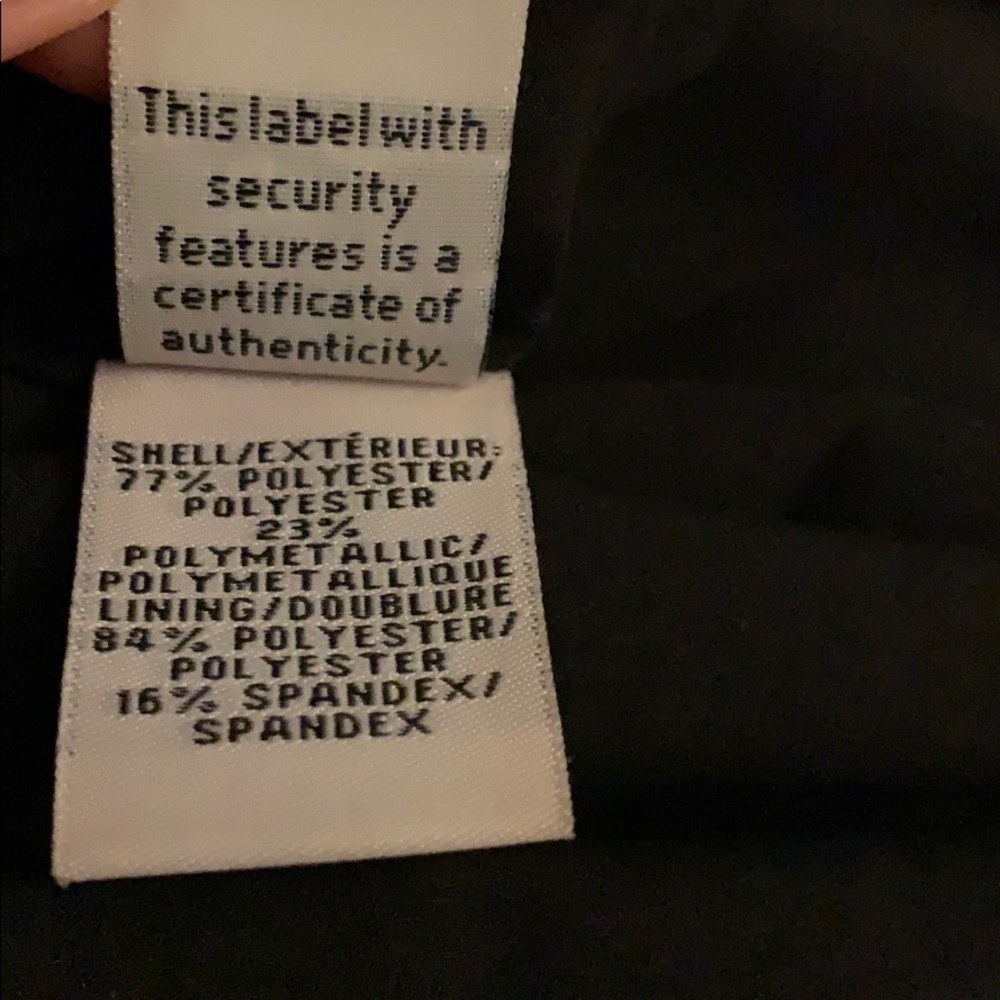 This label with
security
features is a
certificate of
authenticity.
SHELL/EXTÉRIEUR:
77% POLYESTER/
POLYESTER
23%
POLYMETALLIC/
POLYMETALLIQUE
LINING/DOUBLURE
84% POLYESTER/
POLYESTER
16% SPANDEX/
SPANDEX